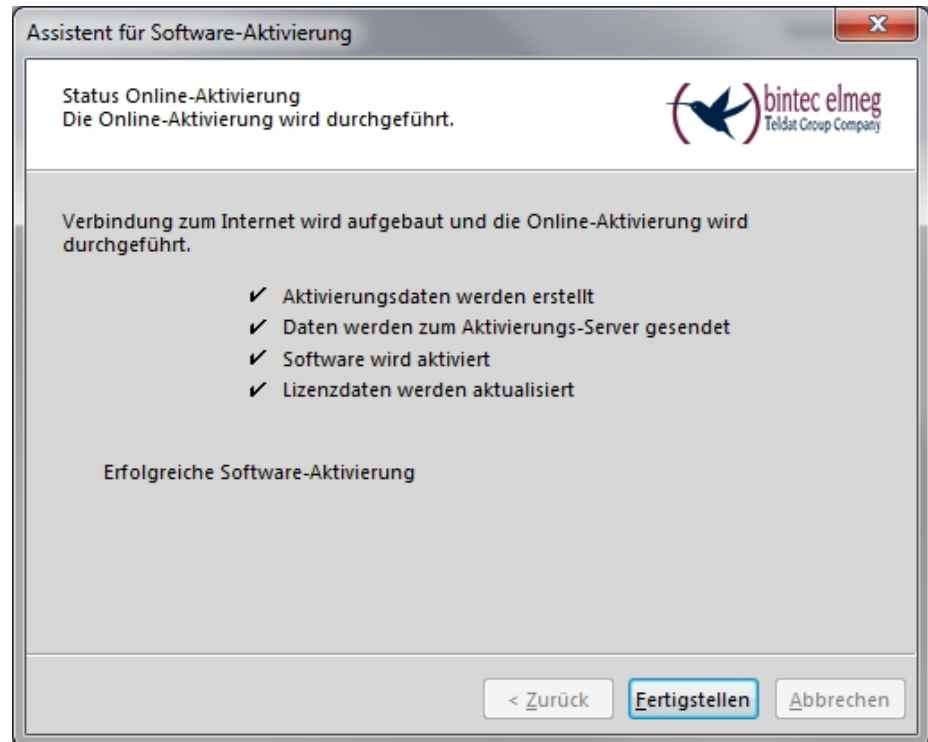 Assistent für Software-Aktivierung
Status Online-Aktivierung
Die Online-Aktivierung wird durchgeführt.
bintec elmeg
Teldat Group Company
Verbindung zum Internet wird aufgebaut und die Online-Aktivierung wird
durchgeführt.
✔ Aktivierungsdaten werden erstellt
✔ Daten werden zum Aktivierungs-Server gesendet
✔ Software wird aktiviert
✔ Lizenzdaten werden aktualisiert
Erfolgreiche Software-Aktivierung
< Zurück Fertigstellen Abbrechen